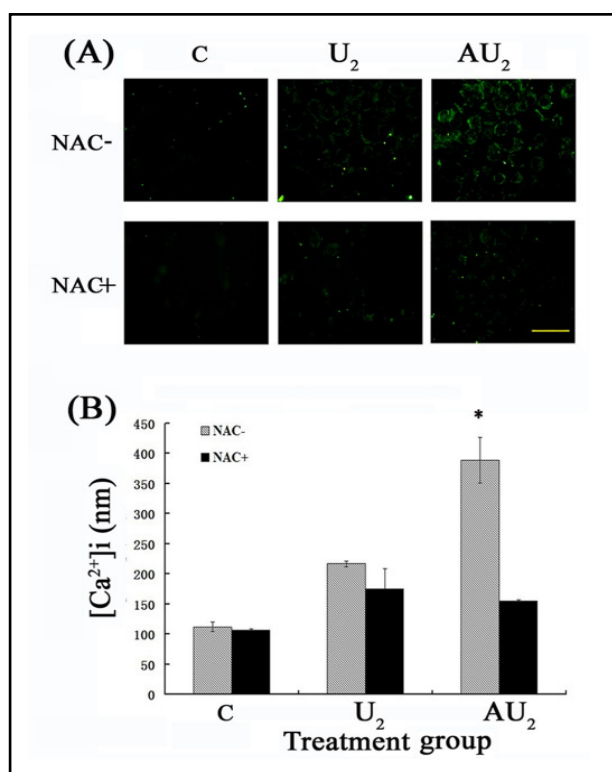 (A)
C U₂ AU₂
NAC-
NAC+
(B)
450
400
350
300
250
200
150
100
50
0
[Ca²⁺]i (nm)
NAC-
NAC+
*
C U₂ AU₂
Treatment group